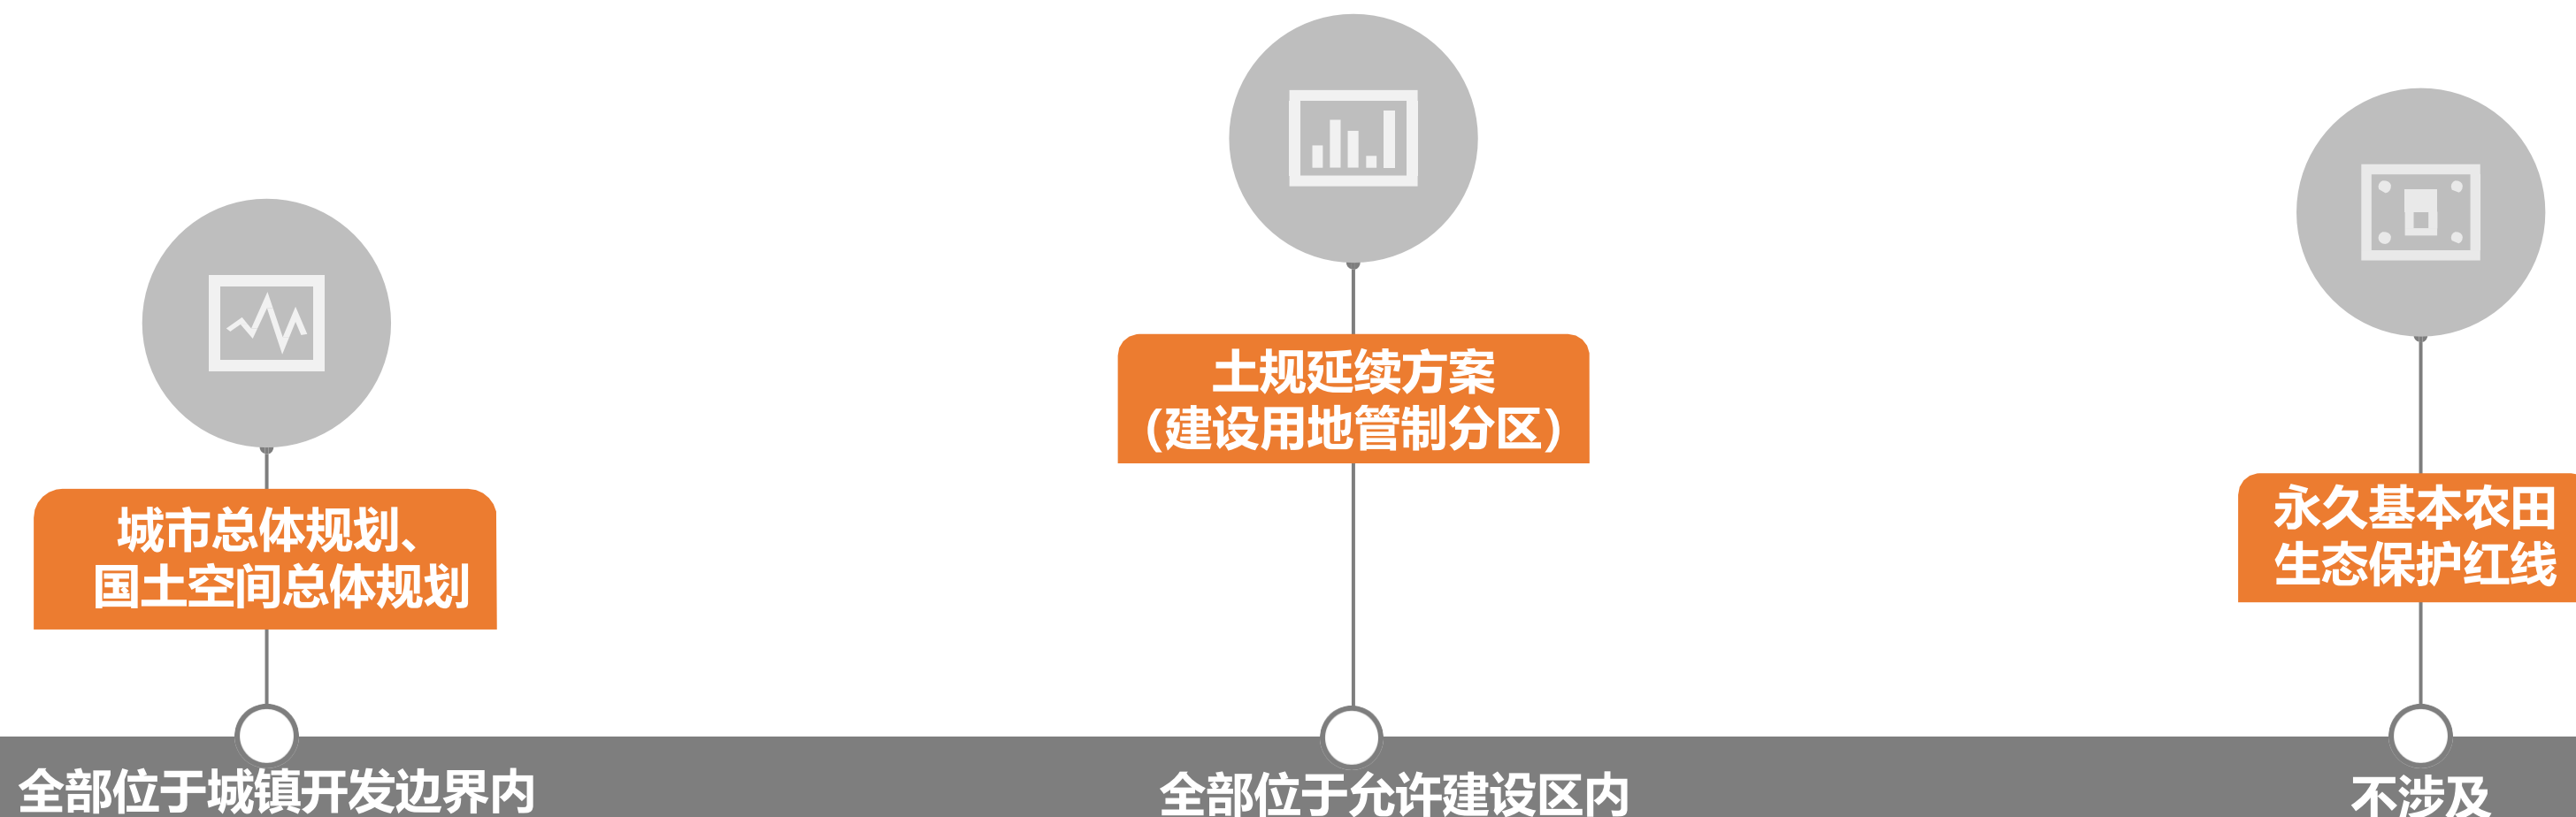 城市总体规划、
国土空间总体规划
全部位于城镇开发边界内
土规延续方案
(建设用地管制分区)
全部位于允许建设区内
永久基本农田
生态保护红线
不涉及